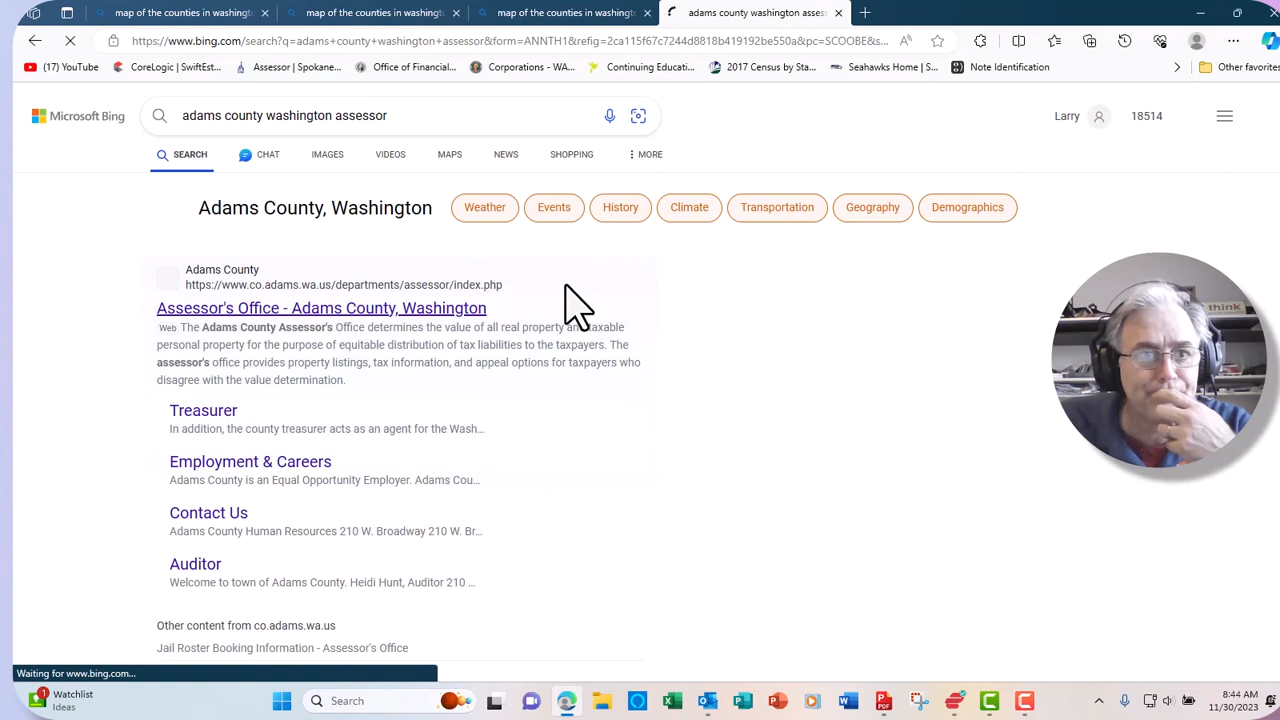 map of the countries in washingt
map of the counties in washingto
map of the counties in washingto
adams county washington assess
https://www.bing.com/search?q=adams+county+washington+assessor&form=ANNTH1&refig=2ca115f67c7244d8818b419192be550a&pc=SCOOBE&s...
(17) YouTube
CoreLogic | SwiftEst...
Assessor | Spokane...
Office of Financial...
Corporations - WA...
Continuing Educati...
2017 Census by Sta...
Seahawks Home | S...
Note Identification
Other favorites
Microsoft Bing
adams county washington assessor
Larry
18514
SEARCH
CHAT
IMAGES
VIDEOS
MAPS
NEWS
SHOPPING
MORE
Adams County, Washington
Weather
Events
History
Climate
Transportation
Geography
Demographics
Adams County
https://www.co.adams.wa.us/departments/assessor/index.php
Assessor's Office - Adams County, Washington
Web The Adams County Assessor's Office determines the value of all real property and taxable
personal property for the purpose of equitable distribution of tax liabilities to the taxpayers. The
assessor's office provides property listings, tax information, and appeal options for taxpayers who
disagree with the value determination.
Treasurer
In addition, the county treasurer acts as an agent for the Wash...
Employment & Careers
Adams County is an Equal Opportunity Employer. Adams Cou...
Contact Us
Adams County Human Resources 210 W. Broadway 210 W. Br...
Auditor
Welcome to town of Adams County. Heidi Hunt, Auditor 210 ...
Other content from co.adams.wa.us
Jail Roster Booking Information - Assessor's Office
think
Waiting for www.bing.com...
1
Watchlist
Ideas
Search
8:44 AM
11/30/2023